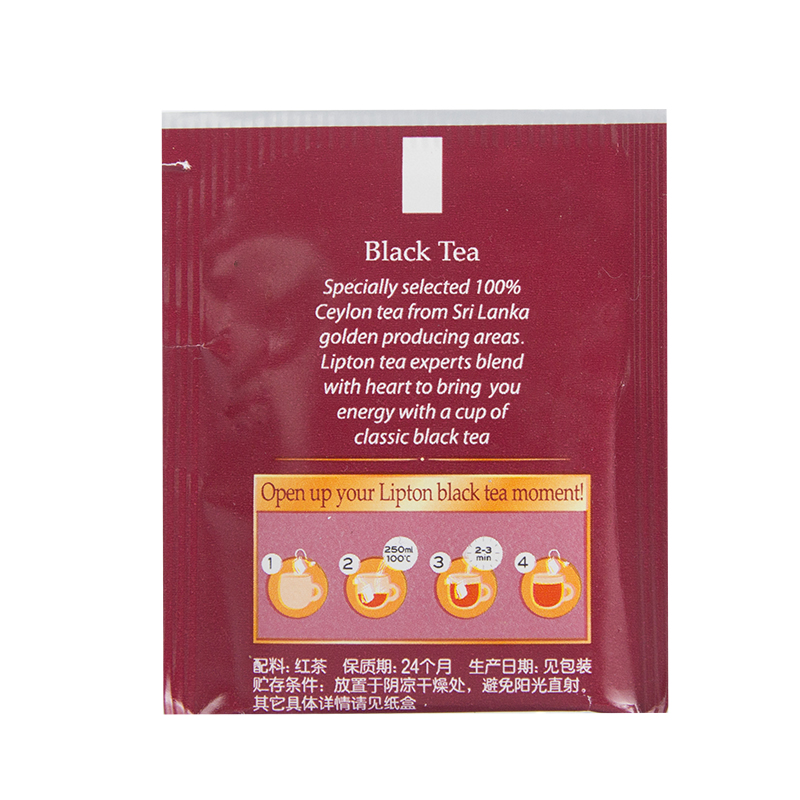 Black Tea
Specially selected 100%
Ceylon tea from Sri Lanka
golden producing areas.
Lipton tea experts blend
with heart to bring you
energy with a cup of
classic black tea
Open up your Lipton black tea moment!
1
2
250ml
100℃
3
2-3
min
4
配料: 红茶 保质期: 24个月 生产日期: 见包装
贮存条件: 放置于阴凉干燥处, 避免阳光直射。
其它具体详情请见纸盒